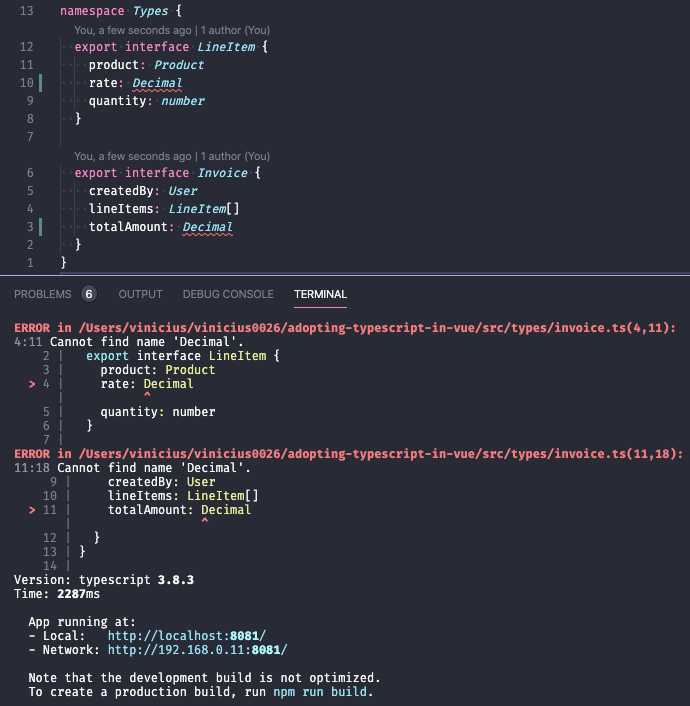 13 namespace Types {
You, a few seconds ago | 1 author (You)
12 export interface LineItem {
11 product: Product
10 rate: Decimal
9 quantity: number
8 }
7
You, a few seconds ago | 1 author (You)
6 export interface Invoice {
5 createdBy: User
4 lineItems: LineItem[]
3 totalAmount: Decimal
2 }
1 }
PROBLEMS 6 OUTPUT DEBUG CONSOLE TERMINAL
ERROR in /Users/vinicius/vinicius0026/adopting-typescript-in-vue/src/types/invoice.ts(4,11):
4:11 Cannot find name 'Decimal'.
2 | export interface LineItem {
3 | product: Product
> 4 | rate: Decimal
| ^
5 | quantity: number
6 | }
7 |
ERROR in /Users/vinicius/vinicius0026/adopting-typescript-in-vue/src/types/invoice.ts(11,18):
11:18 Cannot find name 'Decimal'.
9 | createdBy: User
10 | lineItems: LineItem[]
> 11 | totalAmount: Decimal
| ^
12 | }
13 | }
14 |
Version: typescript 3.8.3
Time: 2287ms
App running at:
- Local: http://localhost:8081/
- Network: http://192.168.0.11:8081/
Note that the development build is not optimized.
To create a production build, run npm run build.